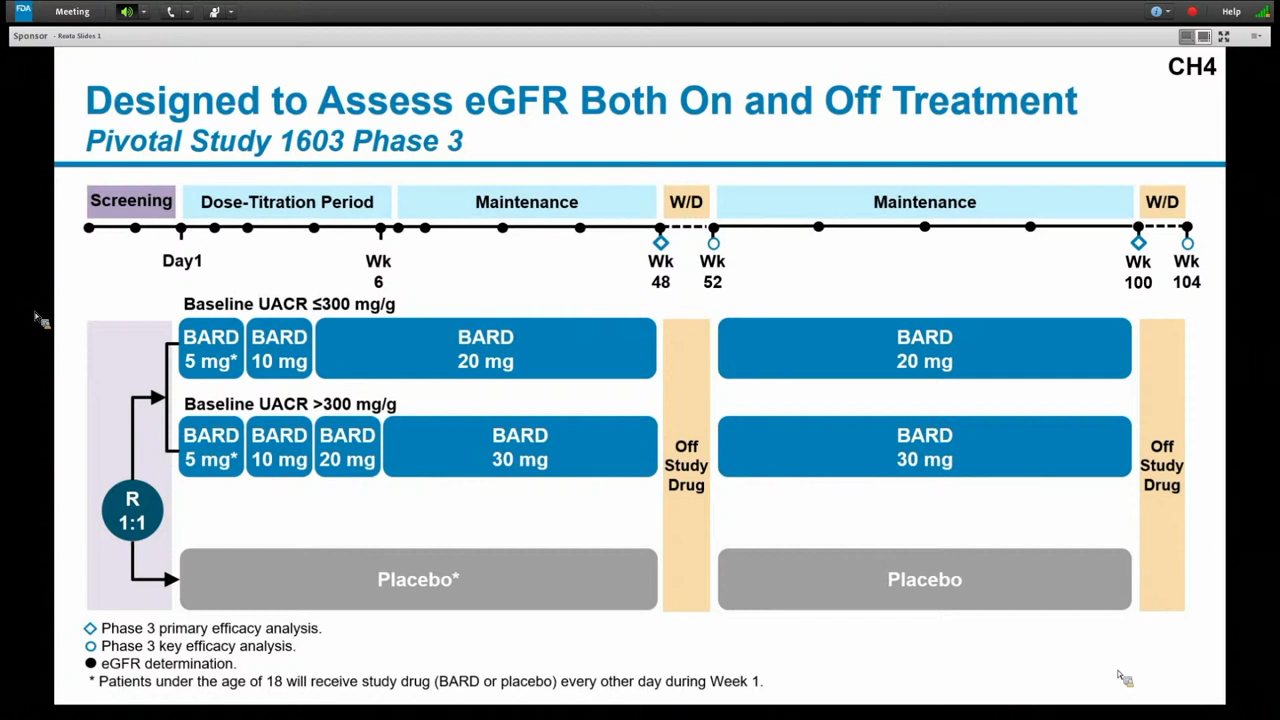 FDA
Meeting
Help
Sponsor - Reata Slides 1
CH4
Designed to Assess eGFR Both On and Off Treatment
Pivotal Study 1603 Phase 3
Screening
Dose-Titration Period
Maintenance
W/D
Maintenance
W/D
Day1
Wk
6
Wk
48
Wk
52
Wk
100
Wk
104
Baseline UACR ≤300 mg/g
BARD
5 mg*
BARD
10 mg
BARD
20 mg
BARD
20 mg
Baseline UACR >300 mg/g
BARD
5 mg*
BARD
10 mg
BARD
20 mg
BARD
30 mg
BARD
30 mg
Off
Study
Drug
Off
Study
Drug
R
1:1
Placebo*
Placebo
Phase 3 primary efficacy analysis.
Phase 3 key efficacy analysis.
eGFR determination.
* Patients under the age of 18 will receive study drug (BARD or placebo) every other day during Week 1.